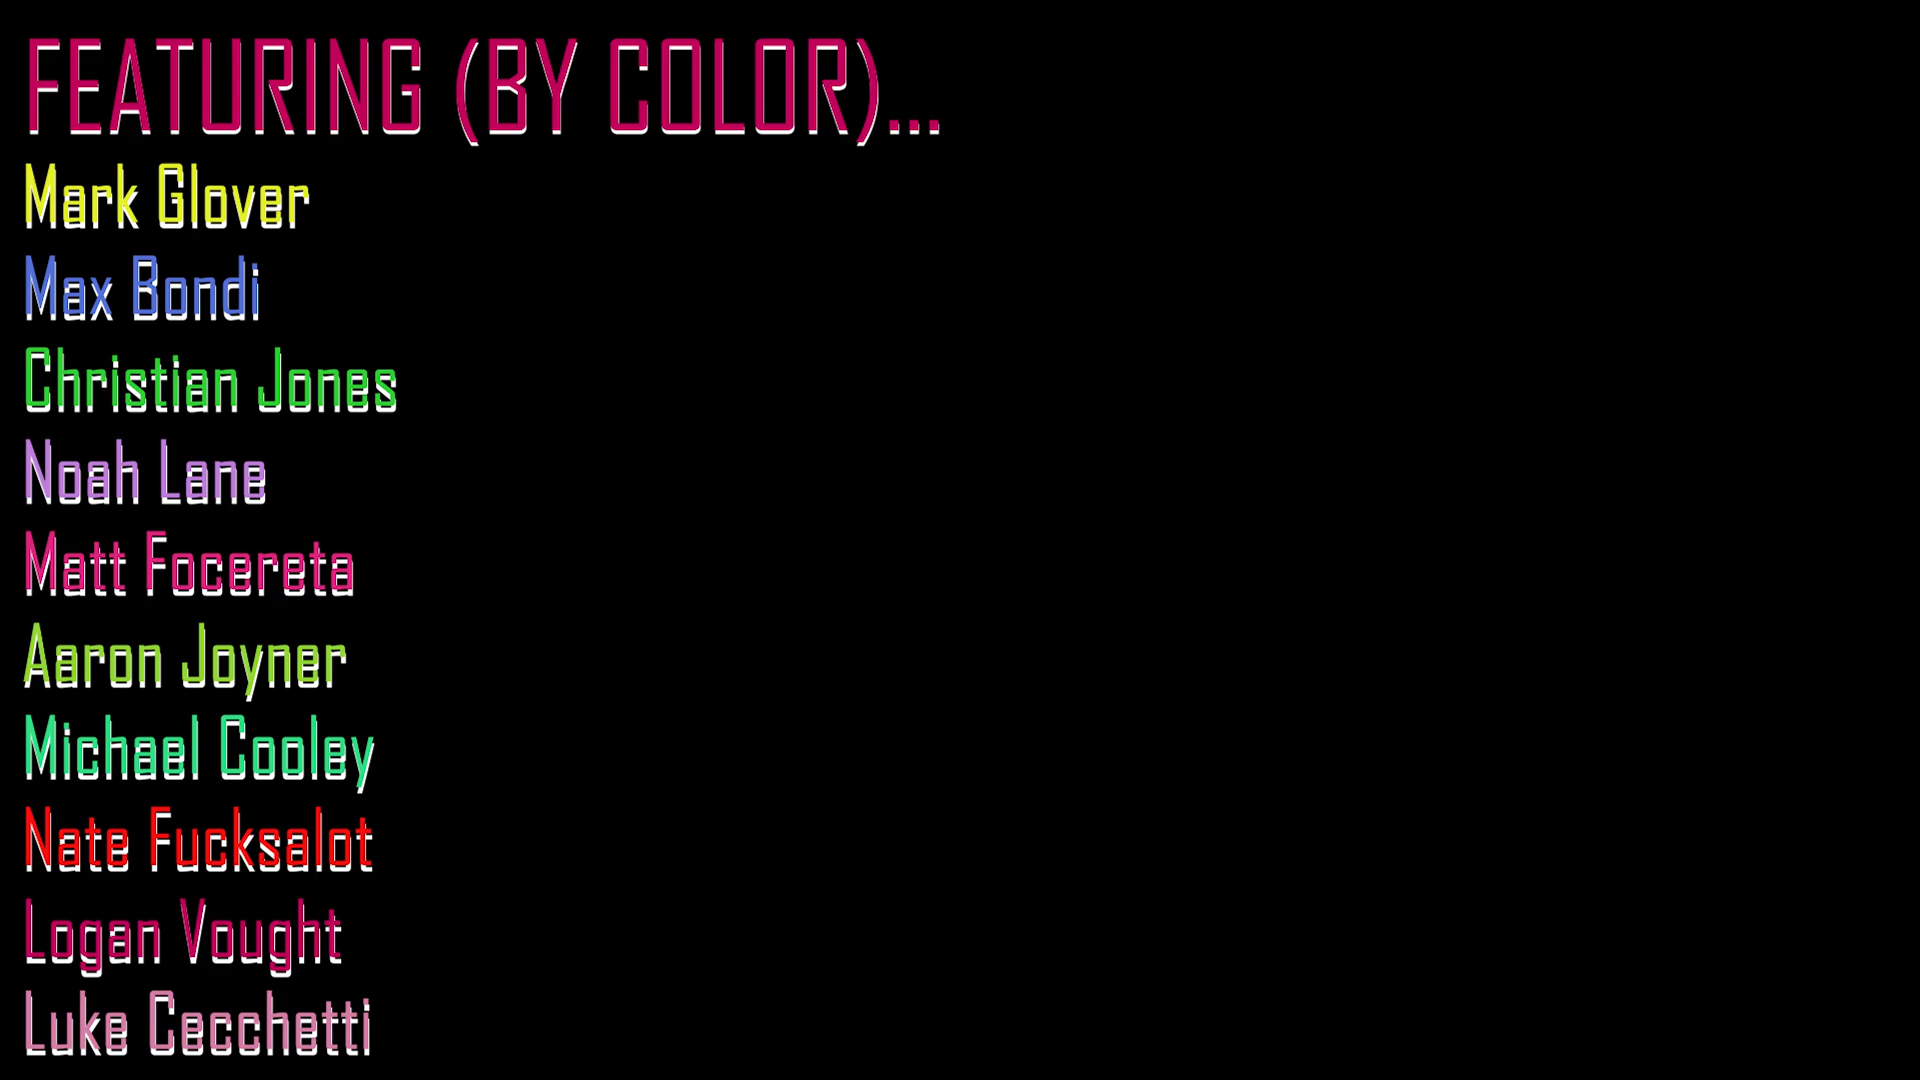 FEATURING (BY COLOR)...
Mark Glover
Max Bondi
Christian Jones
Noah Lane
Matt Focereta
Aaron Joyner
Michael Cooley
Nate Fucksalot
Logan Vought
Luke Cecchetti